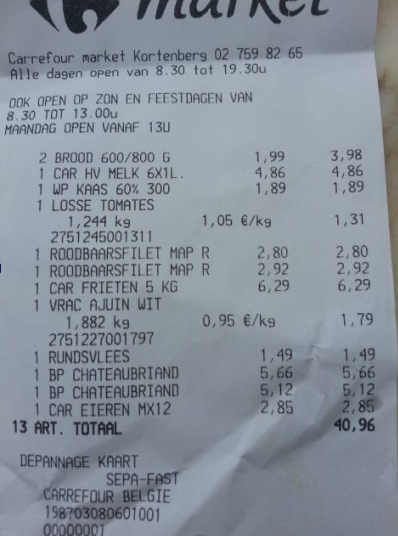 market
Carrefour market Kortenberg 02 759 82 65
Alle dagen open van 8.30 tot 19.30u
OOK OPEN OP ZON EN FEESTDAGEN VAN
8.30 TOT 13.00u
MAANDAG OPEN VANAF 13U
2 BROOD 600/800 G 1,99 3,98
1 CAR HV MELK 6X1L. 4,86 4,86
1 WP KAAS 60% 300 1,89 1,89
1 LOSSE TOMATES
1,244 kg 1,05 €/kg 1,31
2751245001311
1 ROODBAARSFILET MAP R 2,80 2,80
1 ROODBAARSFILET MAP R 2,92 2,92
1 CAR FRIETEN 5 KG 6,29 6,29
1 VRAC AJUIN WIT
1,882 kg 0,95 €/kg 1,79
2751227001797
1 RUNDSVLEES 1,49 1,49
1 BP CHATEAUBRIAND 5,66 5,66
1 BP CHATEAUBRIAND 5,12 5,12
1 CAR EIEREN MX12 2,85 2,85
13 ART. TOTAAL 40,96
DEPANNAGE KAART
SEPA-FAST
CARREFOUR BELGIE
198703080601001
00000001